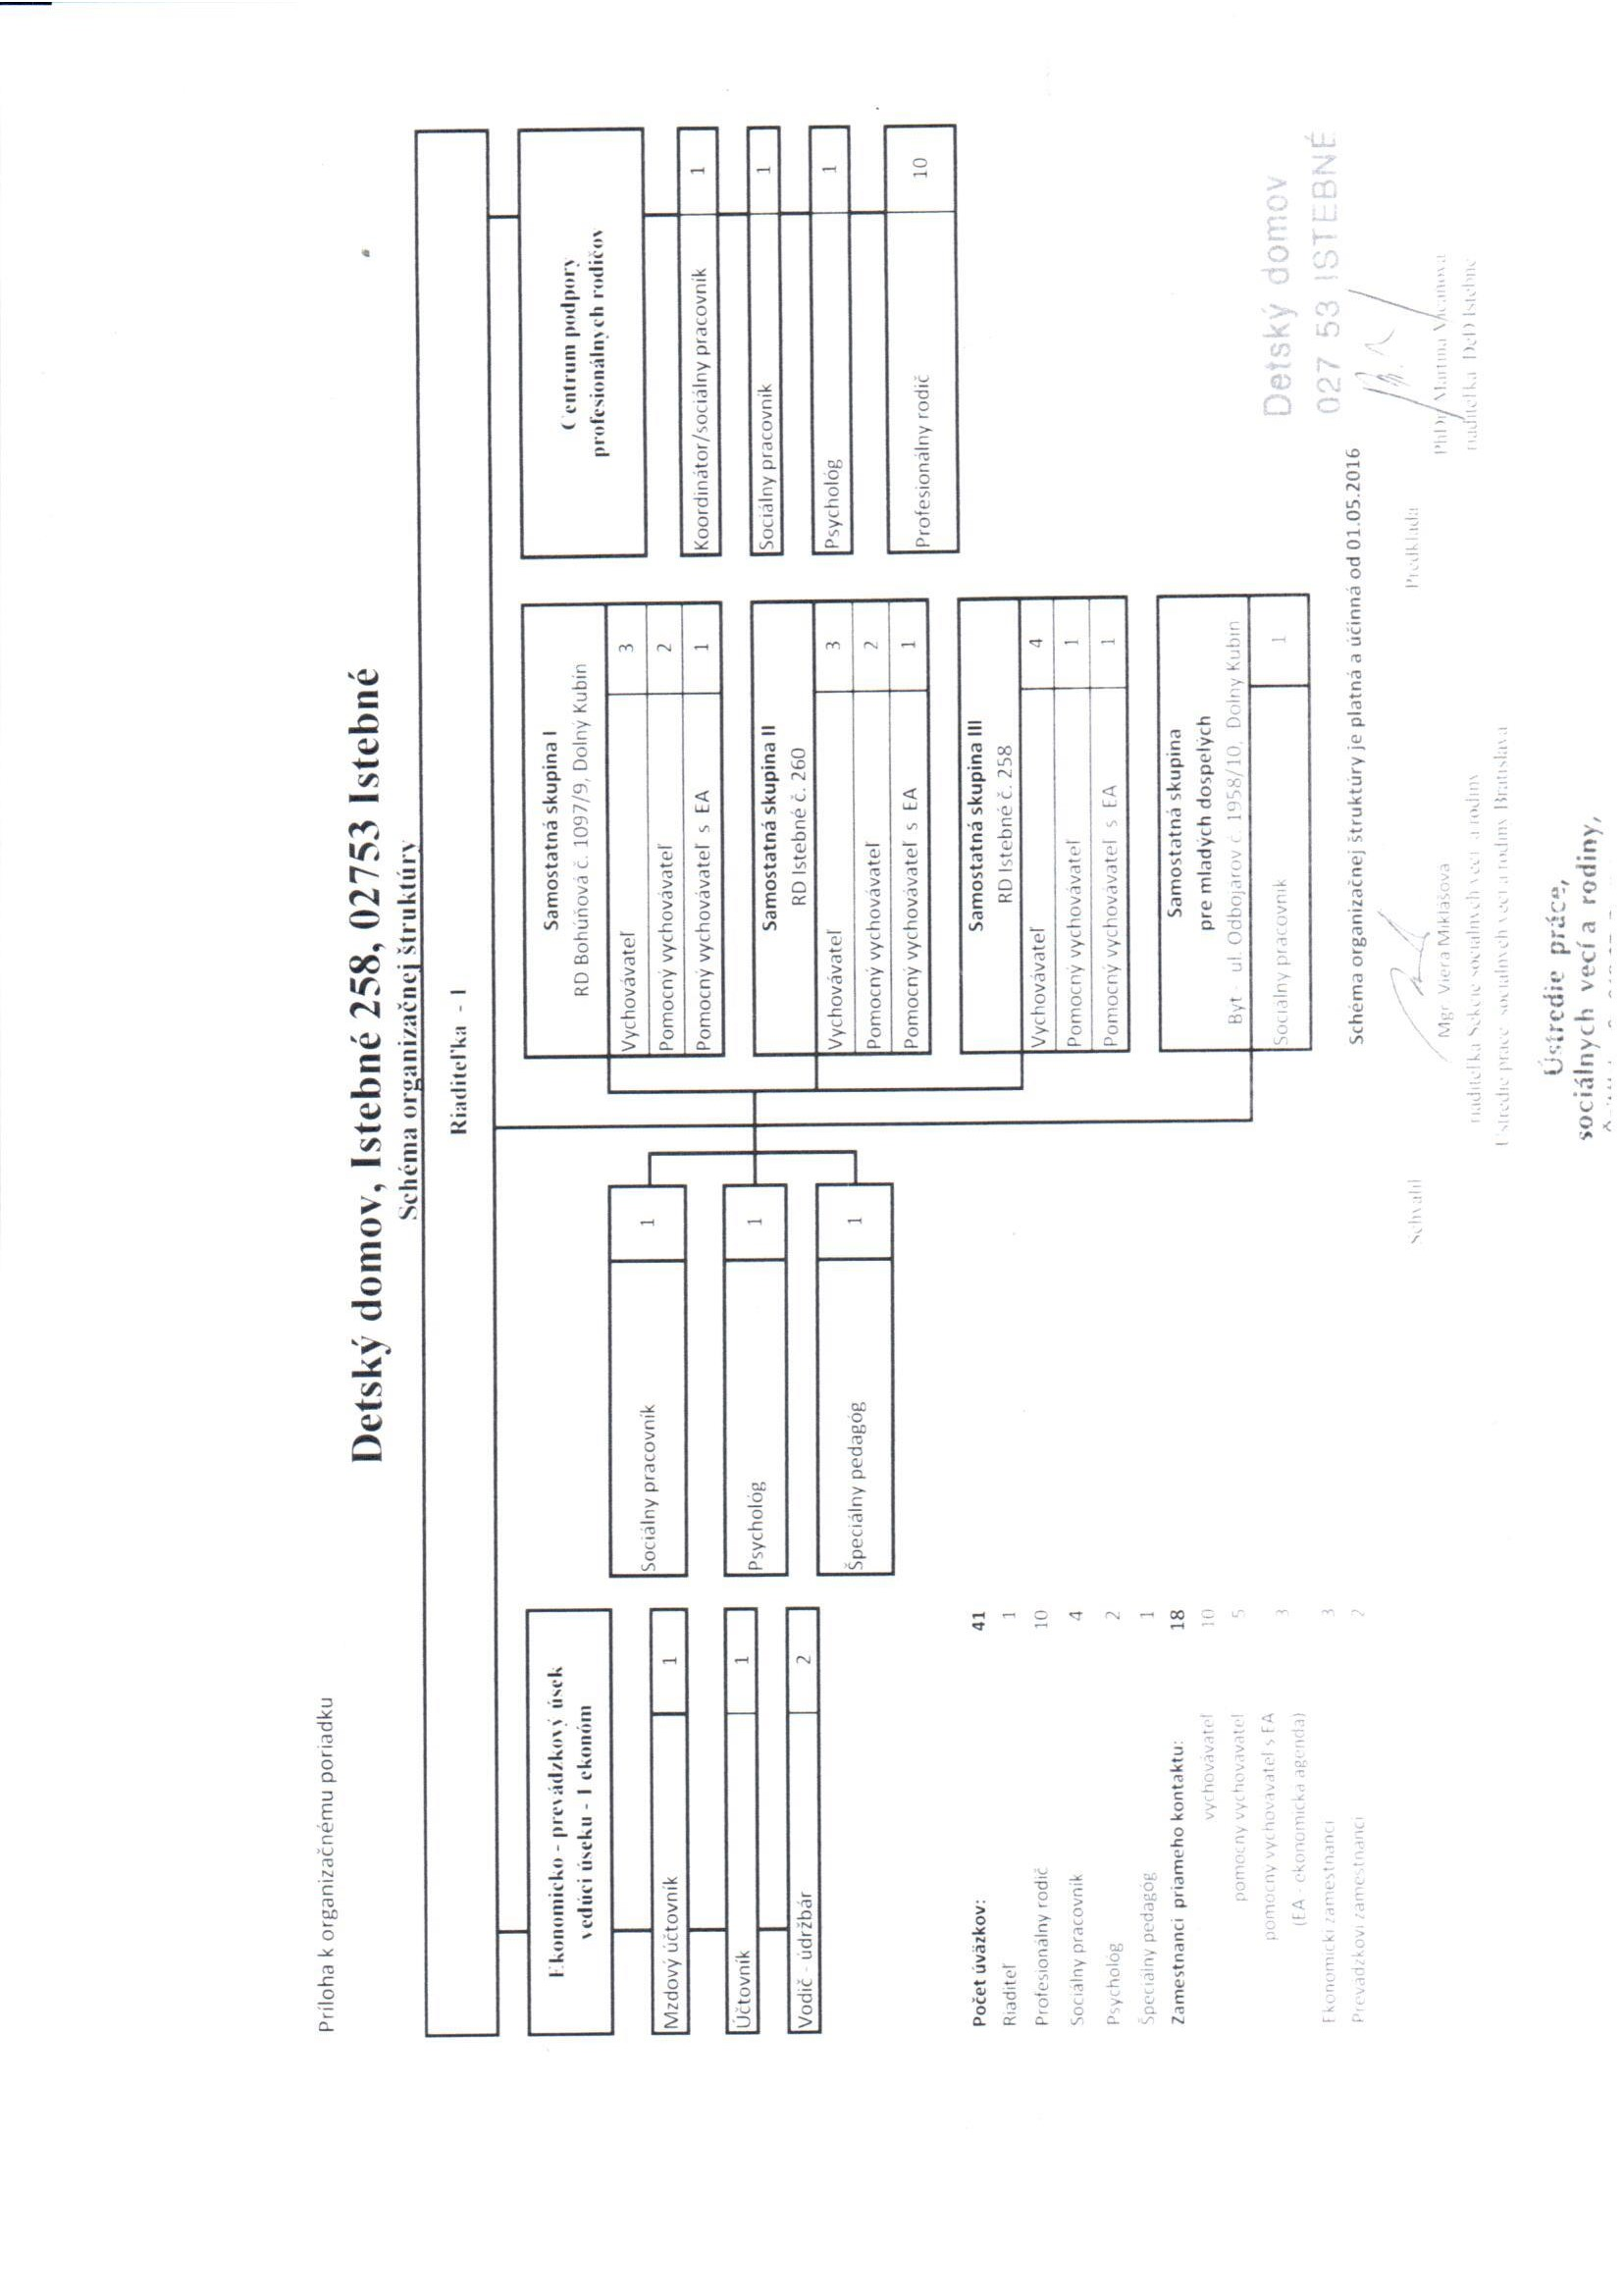 Príloha k organizačnému poriadku
Detský domov, Istebné 258, 02753 Istebné
Schéma organizačnej štruktúry
Riaditeľka - 1
Ekonomicko - prevádzkový úsek
vedúci úseku - 1 ekonóm
Mzdový účtovník 1
Účtovník 1
Vodič - údržbár 2
Sociálny pracovník 1
Psychológ 1
Špeciálny pedagóg 1
Samostatná skupina I
RD Bohúňová č. 1097/9, Dolný Kubín
Vychovávateľ 3
Pomocný vychovávateľ 2
Pomocný vychovávateľ s EA 1
Samostatná skupina II
RD Istebné č. 260
Vychovávateľ 3
Pomocný vychovávateľ 2
Pomocný vychovávateľ s EA 1
Samostatná skupina III
RD Istebné č. 258
Vychovávateľ 4
Pomocný vychovávateľ 1
Pomocný vychovávateľ s EA 1
Samostatná skupina
pre mladých dospelých
Byt - ul. Odbojárov č. 1958/10, Dolný Kubín
Sociálny pracovník 1
Centrum podpory
profesionálnych rodičov
Koordinátor/sociálny pracovník 1
Sociálny pracovník 1
Psychológ 1
Profesionálny rodič 10
Počet úväzkov: 41
Riaditeľ 1
Profesionálny rodič 10
Sociálny pracovník 4
Psychológ 2
Špeciálny pedagóg 1
Zamestnanci priameho kontaktu: 18
vychovávateľ 10
pomocný vychovávateľ 5
pomocný vychovávateľ s EA 3
(EA - ekonomická agenda)
Ekonomickí zamestnanci 3
Prevádzkoví zamestnanci 2
Schéma organizačnej štruktúry je platná a účinná od 01.05.2016
Schválil
Mgr. Viera Miklášová
riaditeľka Sekcie sociálnych vecí a rodiny
Ústredie práce sociálnych vecí a rodiny Bratislava
Ústredie práce,
sociálnych vecí a rodiny,
Predkladá
Detský domov
027 53 ISTEBNÉ
PhDr. Martina
riaditeľka DeD Istebné